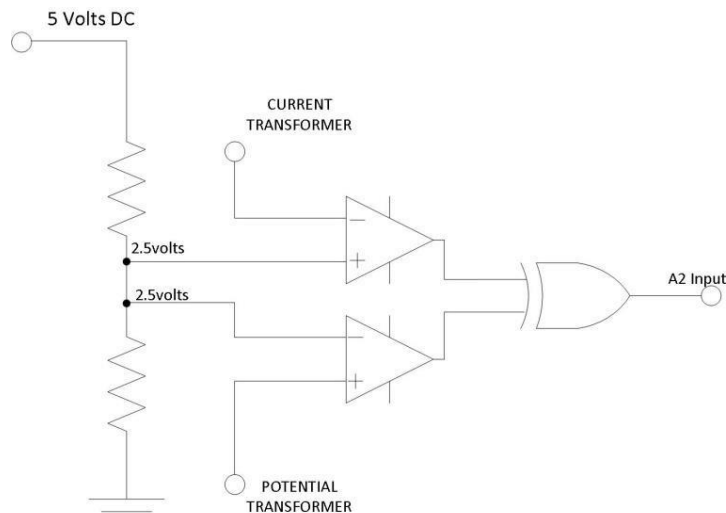 5 Volts DC
CURRENT
TRANSFORMER
2.5volts
2.5volts
A2 Input
POTENTIAL
TRANSFORMER